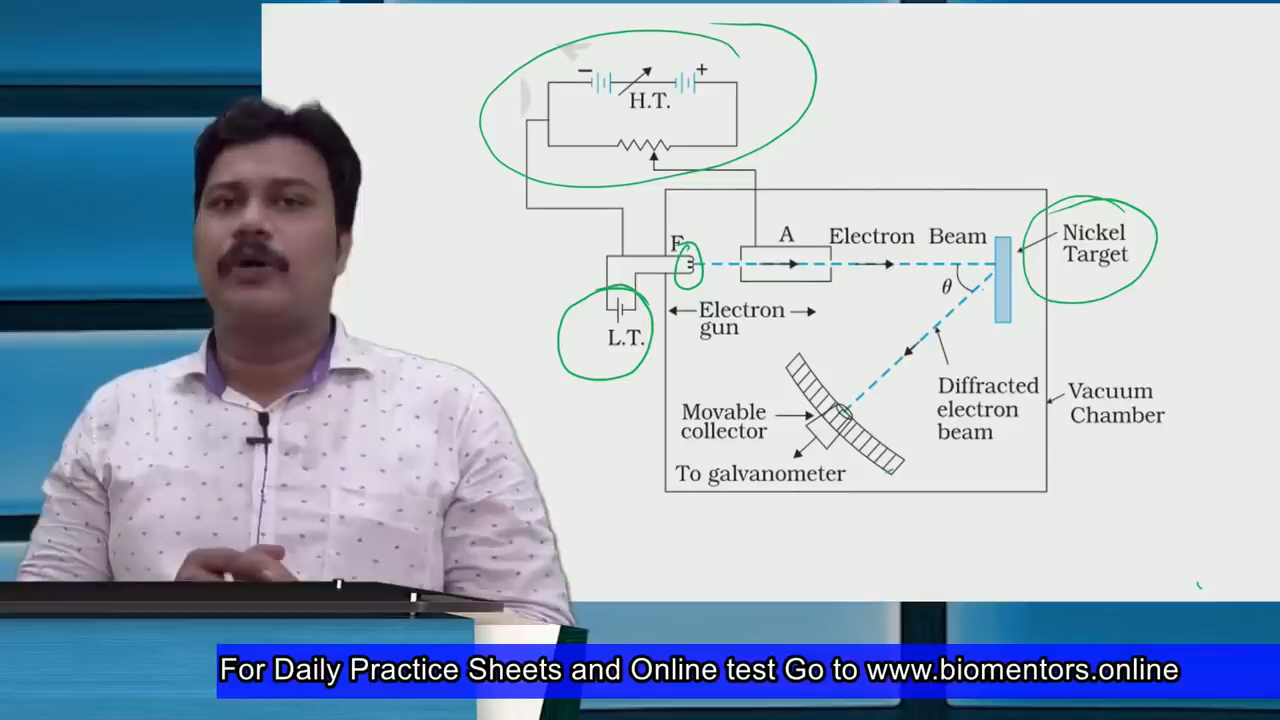 − +
H.T.
F
A
Electron Beam
Nickel
Target
θ
Electron
gun
L.T.
Diffracted
electron
beam
Vacuum
Chamber
Movable
collector
To galvanometer
For Daily Practice Sheets and Online test Go to www.biomentors.online